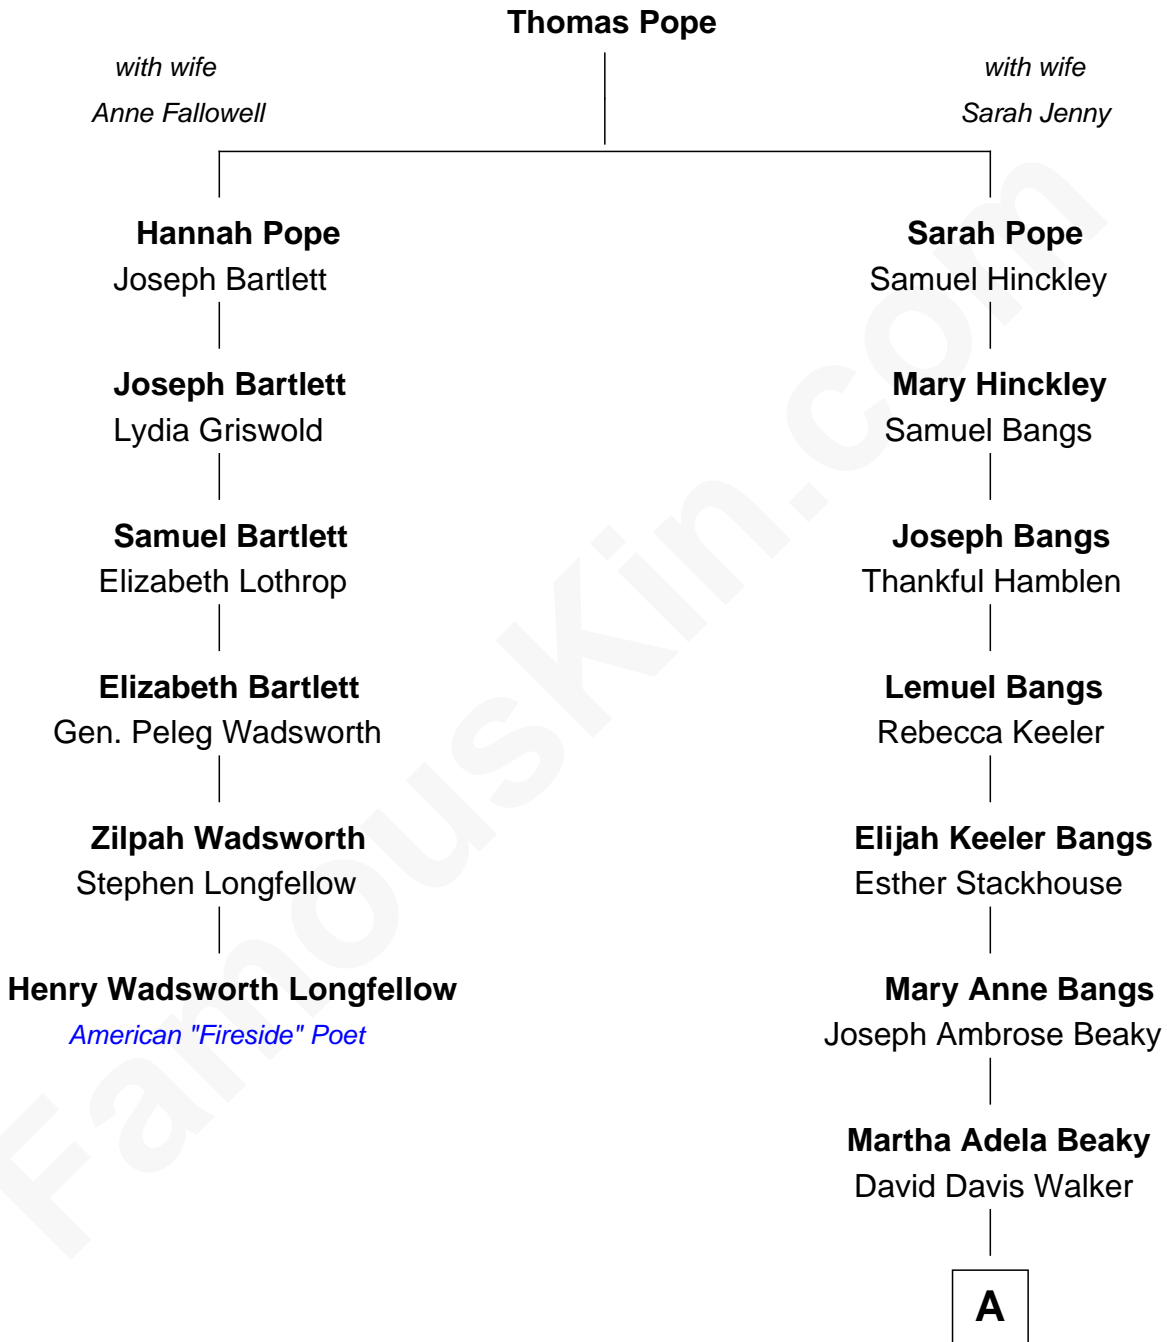 Thomas Pope
with wife
Anne Fallowell
with wife
Sarah Jenny
Hannah Pope
Joseph Bartlett
Sarah Pope
Samuel Hinckley
Joseph Bartlett
Lydia Griswold
Mary Hinckley
Samuel Bangs
Samuel Bartlett
Elizabeth Lothrop
Joseph Bangs
Thankful Hamblen
Elizabeth Bartlett
Gen. Peleg Wadsworth
Lemuel Bangs
Rebecca Keeler
Zilpah Wadsworth
Stephen Longfellow
Elijah Keeler Bangs
Esther Stackhouse
Henry Wadsworth Longfellow
American "Fireside" Poet
Mary Anne Bangs
Joseph Ambrose Beaky
Martha Adela Beaky
David Davis Walker
A
FamousKin.com